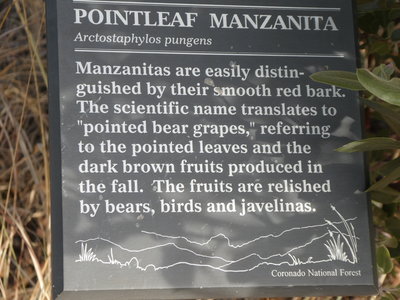 POINTLEAF MANZANITA
Arctostaphylos pungens
Manzanitas are easily distin-
guished by their smooth red bark.
The scientific name translates to
"pointed bear grapes," referring
to the pointed leaves and the
dark brown fruits produced in
the fall. The fruits are relished
by bears, birds and javelinas.
Coronado National Forest